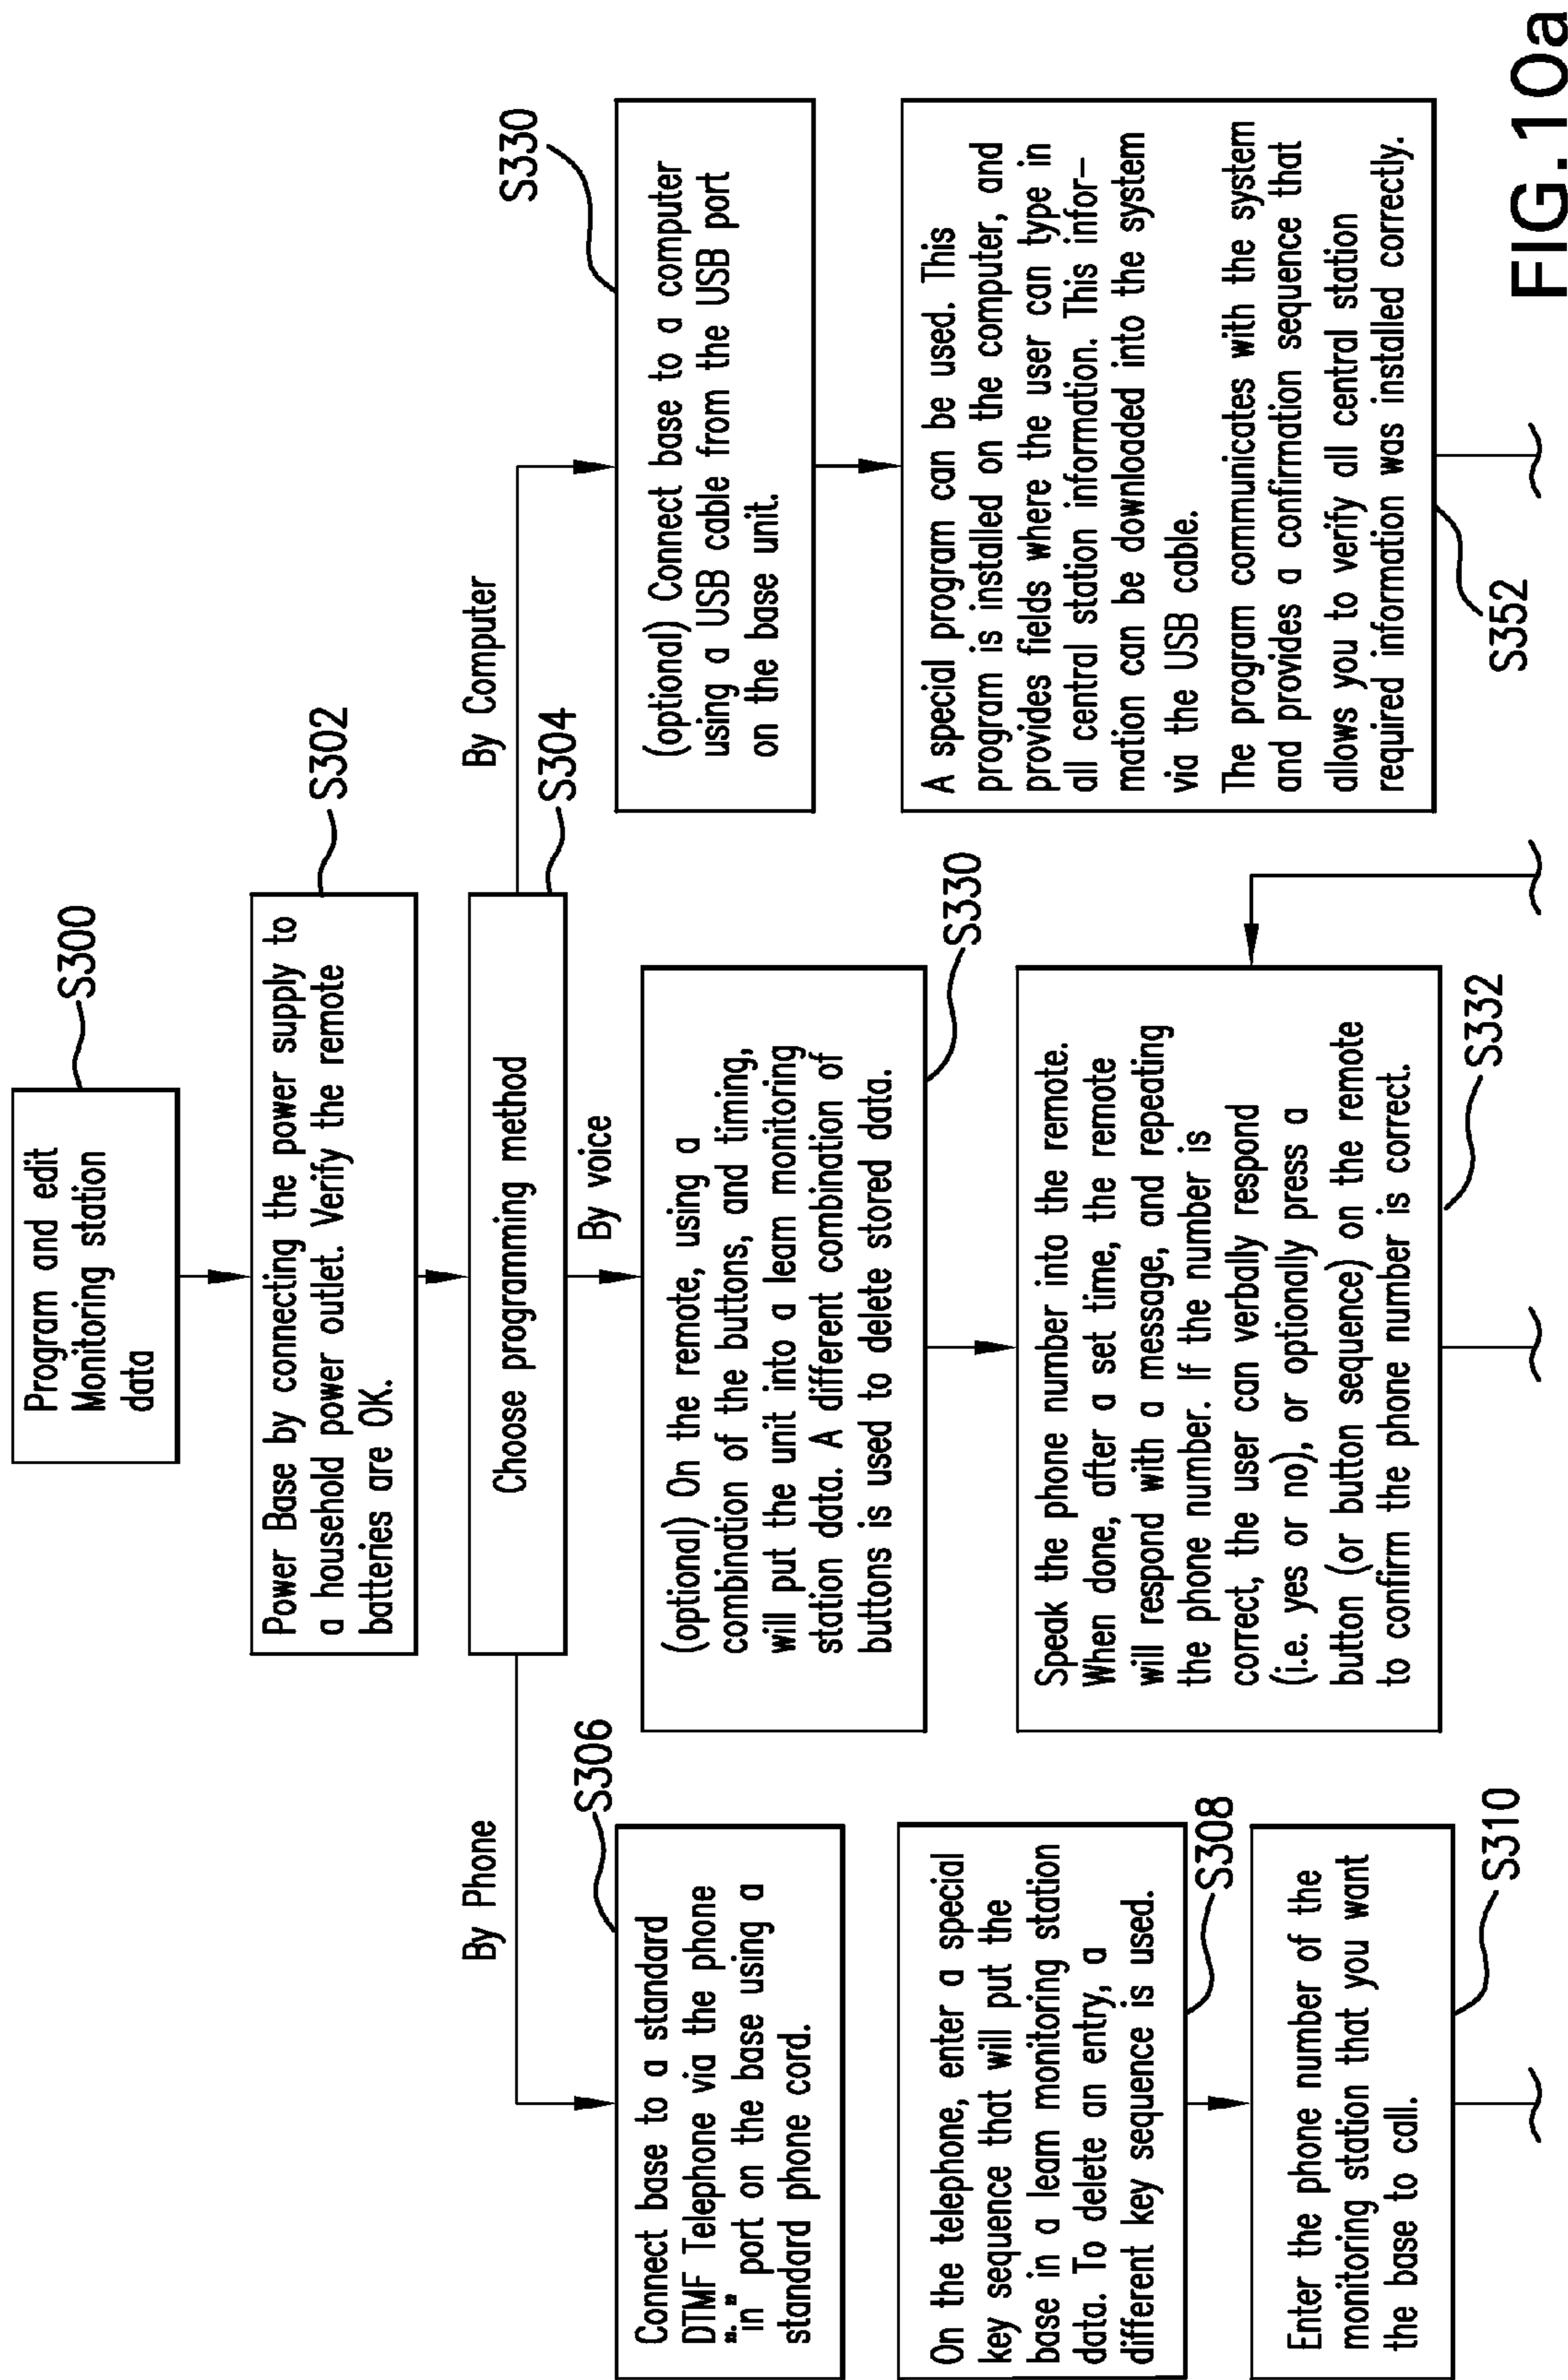 Program and edit
Monitoring station
data
S300
Power Base by connecting the power supply to
a household power outlet. Verify the remote
batteries are OK.
S302
Choose programming method
S304
By Phone
By voice
By Computer
Connect base to a standard
DTMF Telephone via the phone
"in" port on the base using a
standard phone cord.
S306
On the telephone, enter a special
key sequence that will put the
base in a learn monitoring station
data. To delete an entry, a
different key sequence is used.
S308
Enter the phone number of the
monitoring station that you want
the base to call.
S310
(optional) On the remote, using a
combination of the buttons, and timing,
will put the unit into a learn monitoring
station data. A different combination of
buttons is used to delete stored data.
S330
Speak the phone number into the remote.
When done, after a set time, the remote
will respond with a message, and repeating
the phone number. If the number is
correct, the user can verbally respond
(i.e. yes or no), or optionally press a
button (or button sequence) on the remote
to confirm the phone number is correct.
S332
(optional) Connect base to a computer
using a USB cable from the USB port
on the base unit.
S330
A special program can be used. This
program is installed on the computer, and
provides fields where the user can type in
all central station information. This infor-
mation can be downloaded into the system
via the USB cable.
The program communicates with the system
and provides a confirmation sequence that
allows you to verify all central station
required information was installed correctly.
S352
FIG.10a